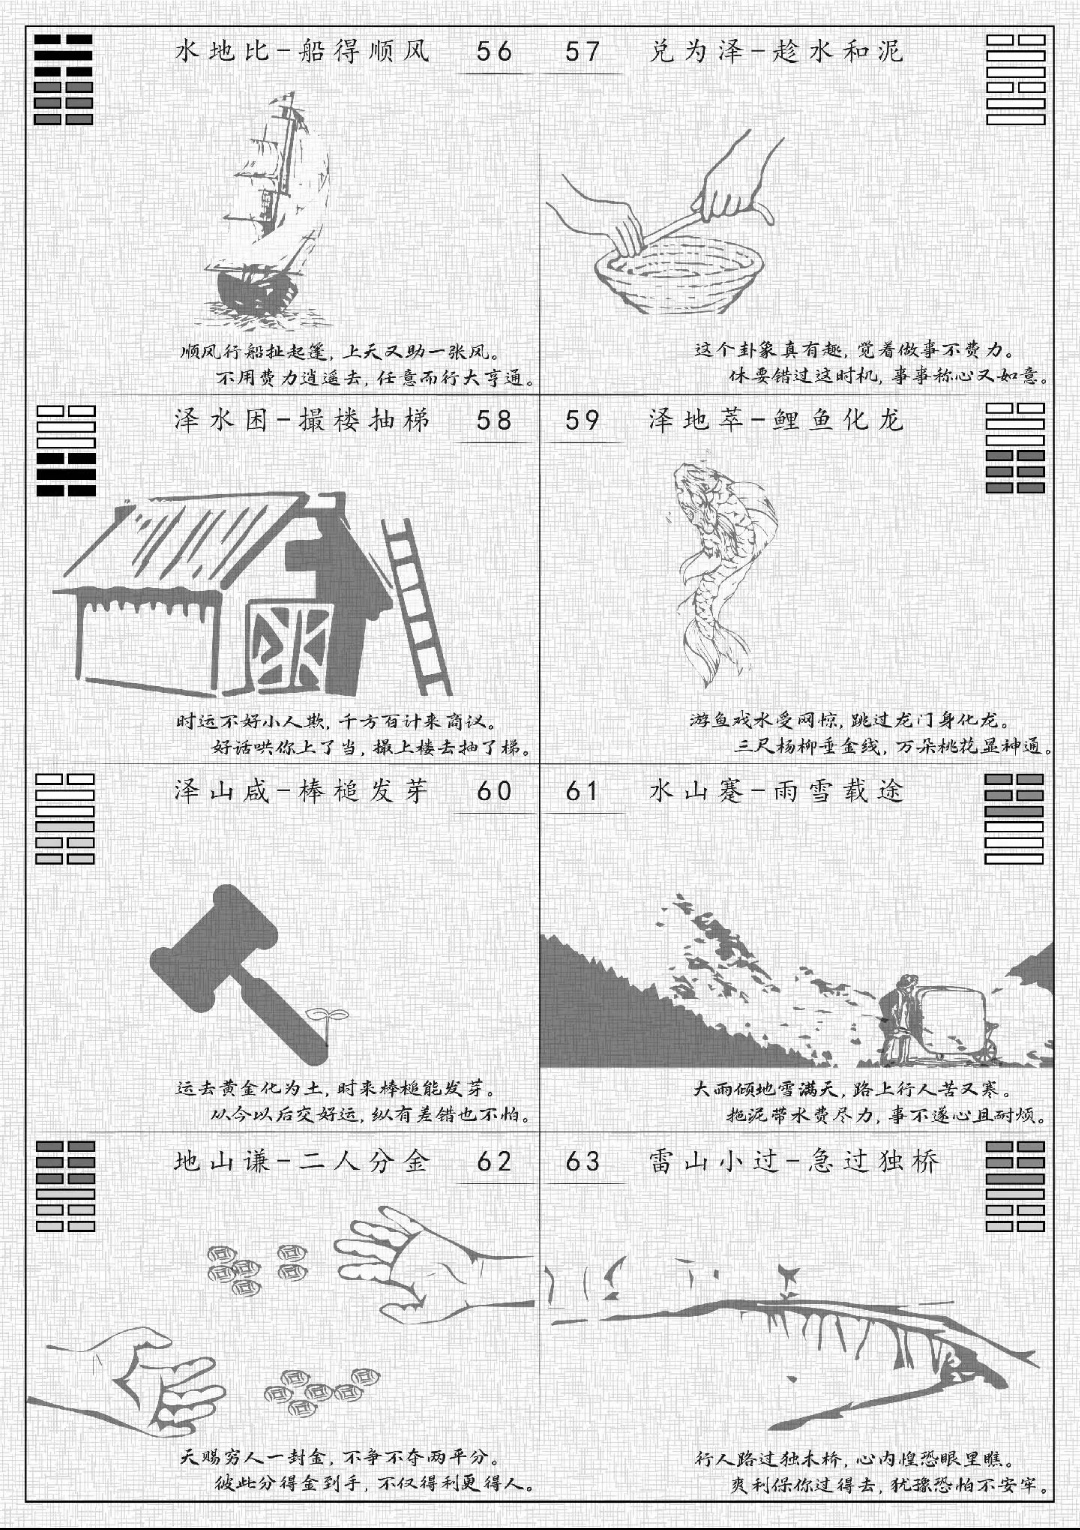 水地比-船得顺风 56
顺风行船扯起篷，上天又助一张风。
不用费力逍遥去，任意而行大亨通。
57 兑为泽-趁水和泥
这个卦象真有趣，觉着做事不费力。
休要错过这时机，事事称心又如意。
泽水困-撮楼抽梯 58
时运不好小人欺，千方百计来商议。
好话哄你上了当，撮上楼去抽了梯。
59 泽地萃-鲤鱼化龙
游鱼戏水受网惊，跳过龙门身化龙。
三尺杨柳垂金线，万朵桃花显神通。
泽山咸-棒槌发芽 60
运去黄金化为土，时来棒槌能发芽。
从今以后交好运，纵有差错也不怕。
61 水山蹇-雨雪载途
大雨倾地雪满天，路上行人苦又寒。
拖泥带水费尽力，事不遂心且耐烦。
地山谦-二人分金 62
天赐穷人一封金，不争不夺两平分。
彼此分得金到手，不仅得利更得人。
63 雷山小过-急过独桥
行人路过独木桥，心内惶恐眼里瞧。
爽利保你过得去，犹豫恐怕不安牢。